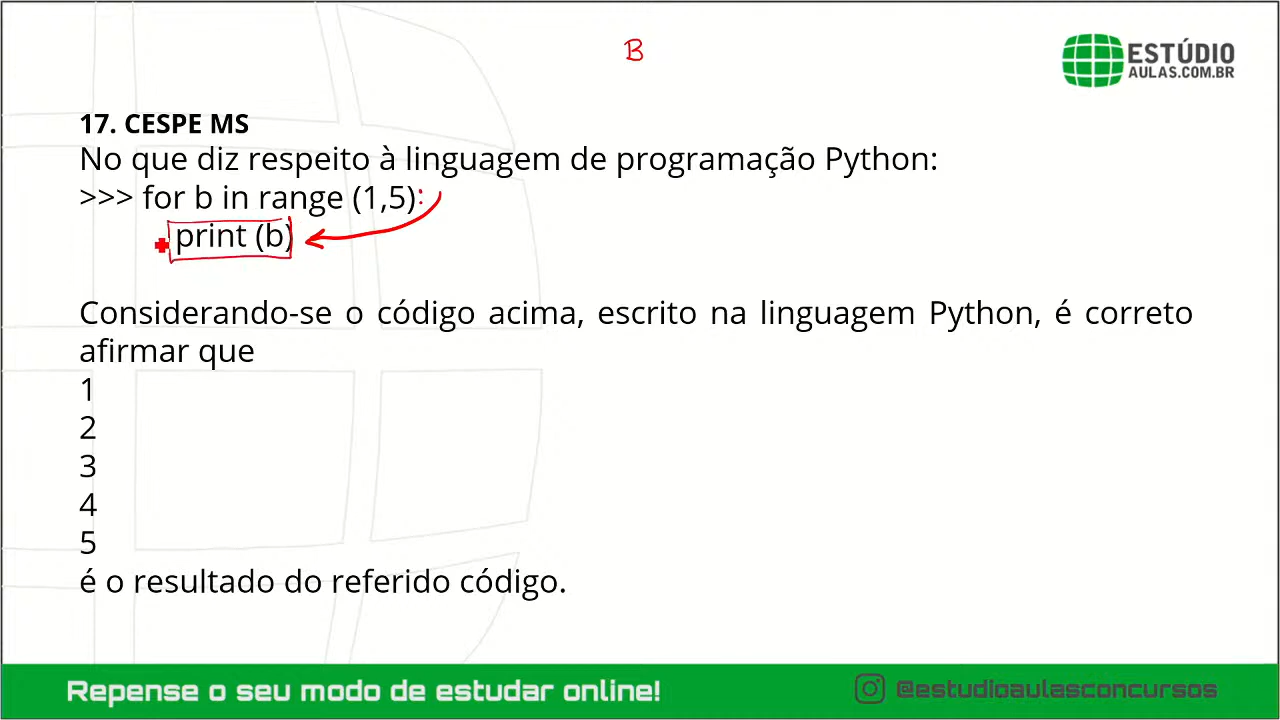 B
ESTÚDIO
AULAS.COM.BR
17. CESPE MS
No que diz respeito à linguagem de programação Python:
>>> for b in range (1,5):
print (b)
Considerando-se o código acima, escrito na linguagem Python, é correto
afirmar que
1
2
3
4
5
é o resultado do referido código.
Repense o seu modo de estudar online!
@estudioaulasconcursos